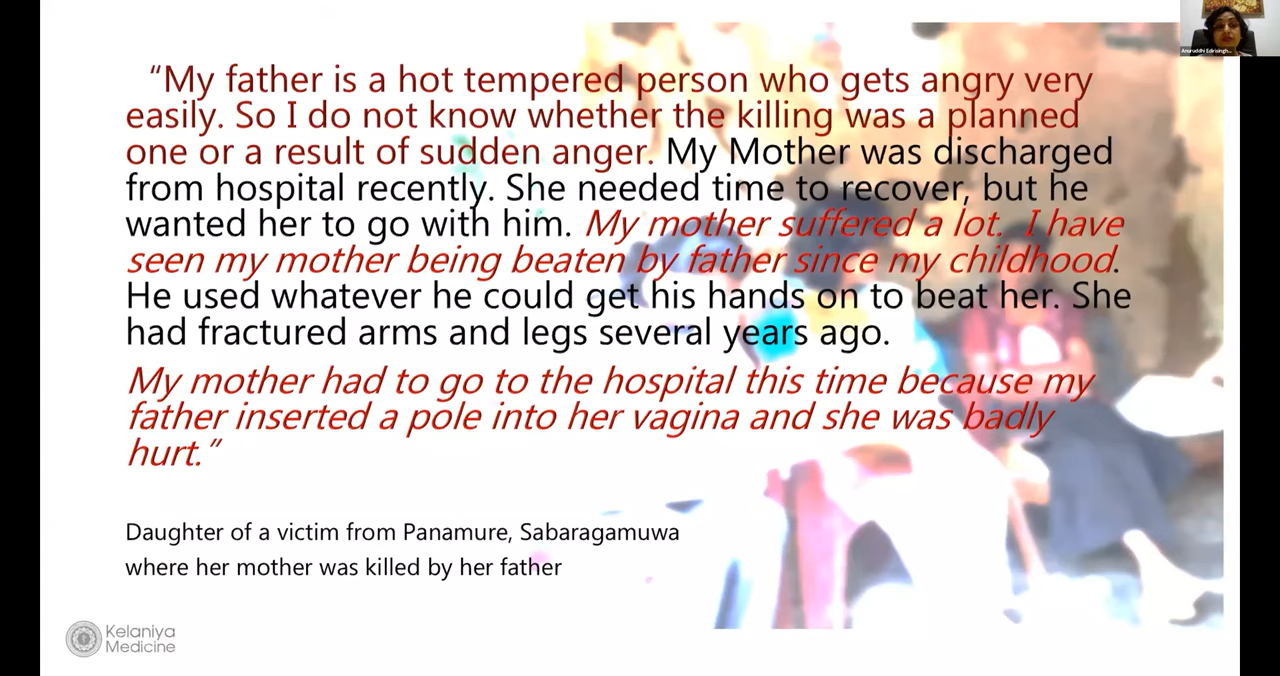 Anuruddhi Edirisingh...
“My father is a hot tempered person who gets angry very
easily. So I do not know whether the killing was a planned
one or a result of sudden anger. My Mother was discharged
from hospital recently. She needed time to recover, but he
wanted her to go with him. My mother suffered a lot. I have
seen my mother being beaten by father since my childhood.
He used whatever he could get his hands on to beat her. She
had fractured arms and legs several years ago.
My mother had to go to the hospital this time because my
father inserted a pole into her vagina and she was badly
hurt.”
Daughter of a victim from Panamure, Sabaragamuwa
where her mother was killed by her father
Kelaniya
Medicine